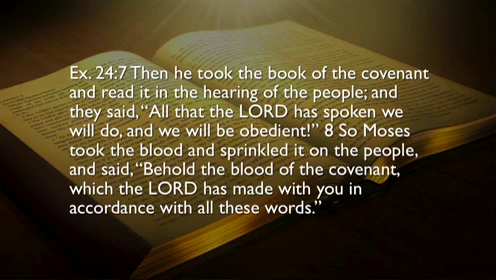 Ex. 24:7 Then he took the book of the covenant
and read it in the hearing of the people; and
they said, “All that the LORD has spoken we
will do, and we will be obedient!” 8 So Moses
took the blood and sprinkled it on the people,
and said, “Behold the blood of the covenant,
which the LORD has made with you in
accordance with all these words.”